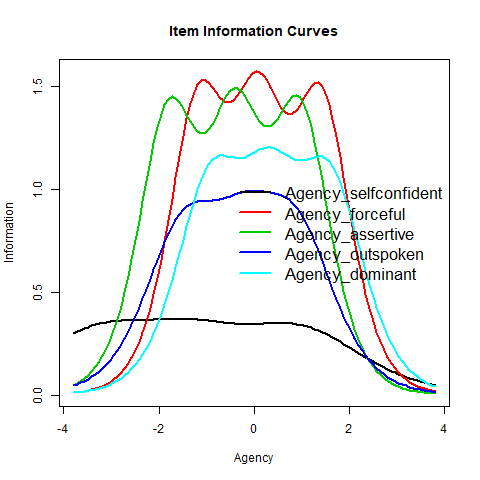 Item Information Curves
Information
1.5
1.0
0.5
0.0
Agency_selfconfident
Agency_forceful
Agency_assertive
Agency_outspoken
Agency_dominant
-4 -2 0 2 4
Agency